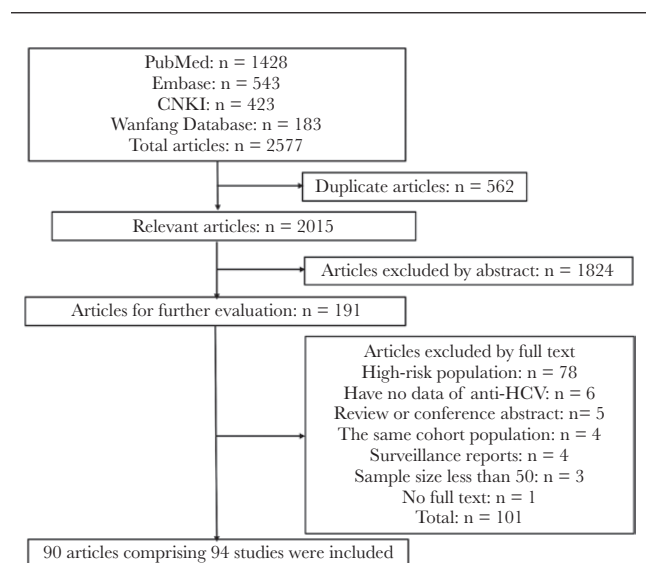 PubMed: n = 1428
Embase: n = 543
CNKI: n = 423
Wanfang Database: n = 183
Total articles: n = 2577
Duplicate articles: n = 562
Relevant articles: n = 2015
Articles excluded by abstract: n = 1824
Articles for further evaluation: n = 191
Articles excluded by full text
High-risk population: n = 78
Have no data of anti-HCV: n = 6
Review or conference abstract: n= 5
The same cohort population: n = 4
Surveillance reports: n = 4
Sample size less than 50: n = 3
No full text: n = 1
Total: n = 101
90 articles comprising 94 studies were included